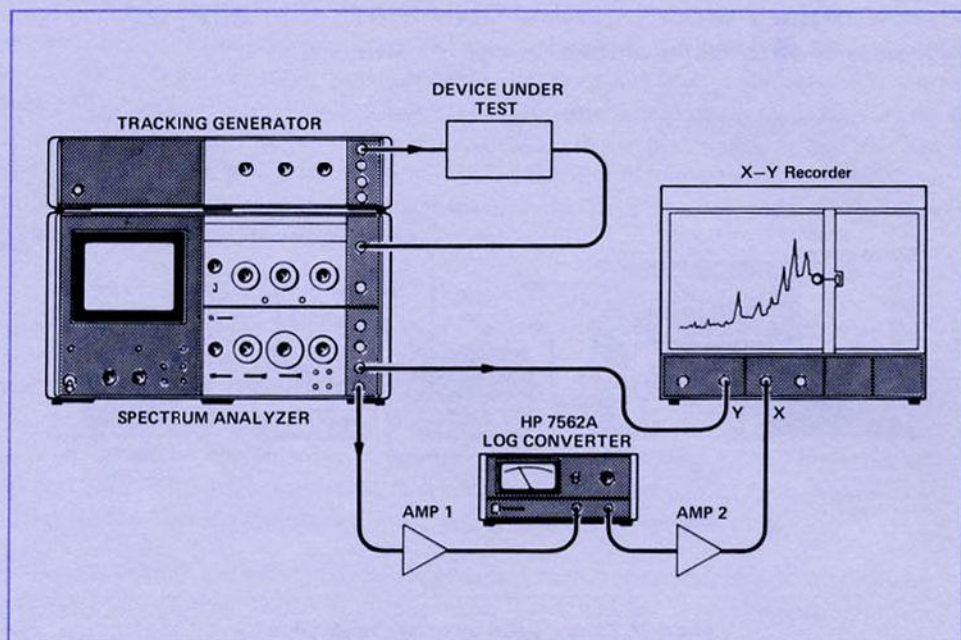 DEVICE UNDER
TEST
TRACKING GENERATOR
X–Y Recorder
SPECTRUM ANALYZER
Y
X
HP 7562A
LOG CONVERTER
AMP 1
AMP 2